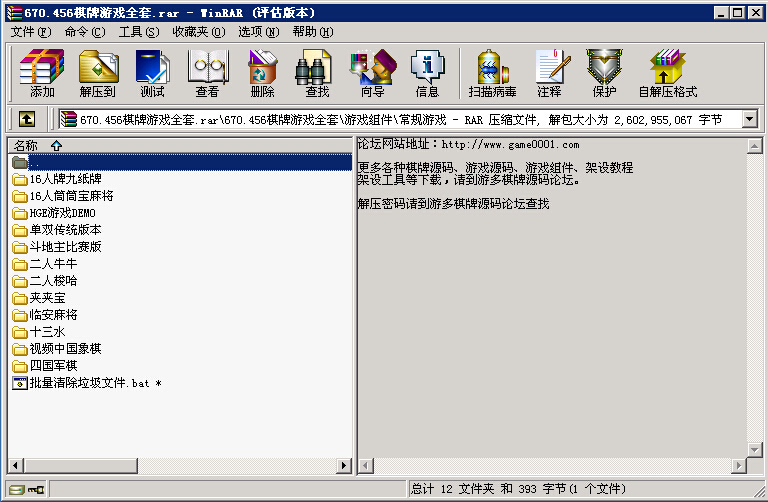 670.456棋牌游戏全套.rar - WinRAR (评估版本)
文件(F) 命令(C) 工具(S) 收藏夹(O) 选项(N) 帮助(H)
添加 解压到 测试 查看 删除 查找 向导 信息 扫描病毒 注释 保护 自解压格式
670.456棋牌游戏全套.rar\670.456棋牌游戏全套\游戏组件\常规游戏 - RAR 压缩文件, 解包大小为 2,602,955,067 字节
名称
..
16人牌九纸牌
16人筒筒宝麻将
HGE游戏DEMO
单双传统版本
斗地主比赛版
二人牛牛
二人梭哈
夹夹宝
临安麻将
十三水
视频中国象棋
四国军棋
批量清除垃圾文件.bat *
论坛网站地址：http://www.game0001.com
更多各种棋牌源码、游戏源码、游戏组件、架设教程
架设工具等下载，请到游多棋牌源码论坛。
解压密码请到游多棋牌源码论坛查找
总计 12 文件夹 和 393 字节(1 个文件)